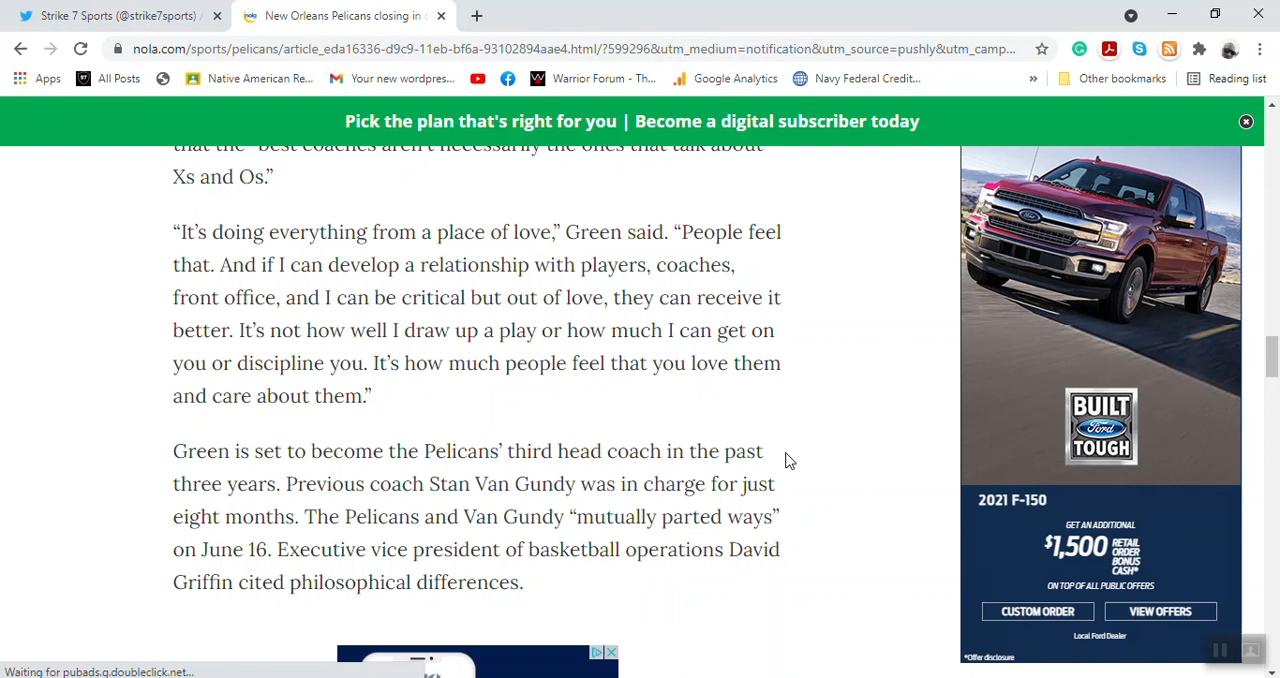 Strike 7 Sports (@strike7sports) /
New Orleans Pelicans closing in
nola.com/sports/pelicans/article_eda16336-d9c9-11eb-bf6a-93102894aae4.html/?599296&utm_medium=notification&utm_source=pushly&utm_camp...
Apps
All Posts
Native American Re...
Your new wordpres...
Warrior Forum - Th...
Google Analytics
Navy Federal Credit...
»
Other bookmarks
Reading list
Pick the plan that's right for you | Become a digital subscriber today
that the “best coaches aren’t necessarily the ones that talk about
Xs and Os.”
“It’s doing everything from a place of love,” Green said. “People feel
that. And if I can develop a relationship with players, coaches,
front office, and I can be critical but out of love, they can receive it
better. It’s not how well I draw up a play or how much I can get on
you or discipline you. It’s how much people feel that you love them
and care about them.”
Green is set to become the Pelicans’ third head coach in the past
three years. Previous coach Stan Van Gundy was in charge for just
eight months. The Pelicans and Van Gundy “mutually parted ways”
on June 16. Executive vice president of basketball operations David
Griffin cited philosophical differences.
BUILT
Ford
TOUGH
2021 F-150
GET AN ADDITIONAL
$1,500 RETAIL
ORDER
BONUS
CASH*
ON TOP OF ALL PUBLIC OFFERS
CUSTOM ORDER
VIEW OFFERS
Local Ford Dealer
*Offer disclosure
Waiting for pubads.g.doubleclick.net...